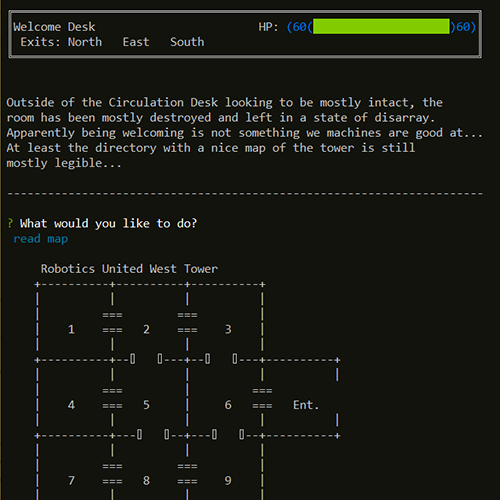 Welcome Desk HP: (60( )60)
Exits: North East South
Outside of the Circulation Desk looking to be mostly intact, the
room has been mostly destroyed and left in a state of disarray.
Apparently being welcoming is not something we machines are good at...
At least the directory with a nice map of the tower is still
mostly legible...
? What would you like to do?
read map
Robotics United West Tower
1 2 3
4 5 6 Ent.
7 8 9